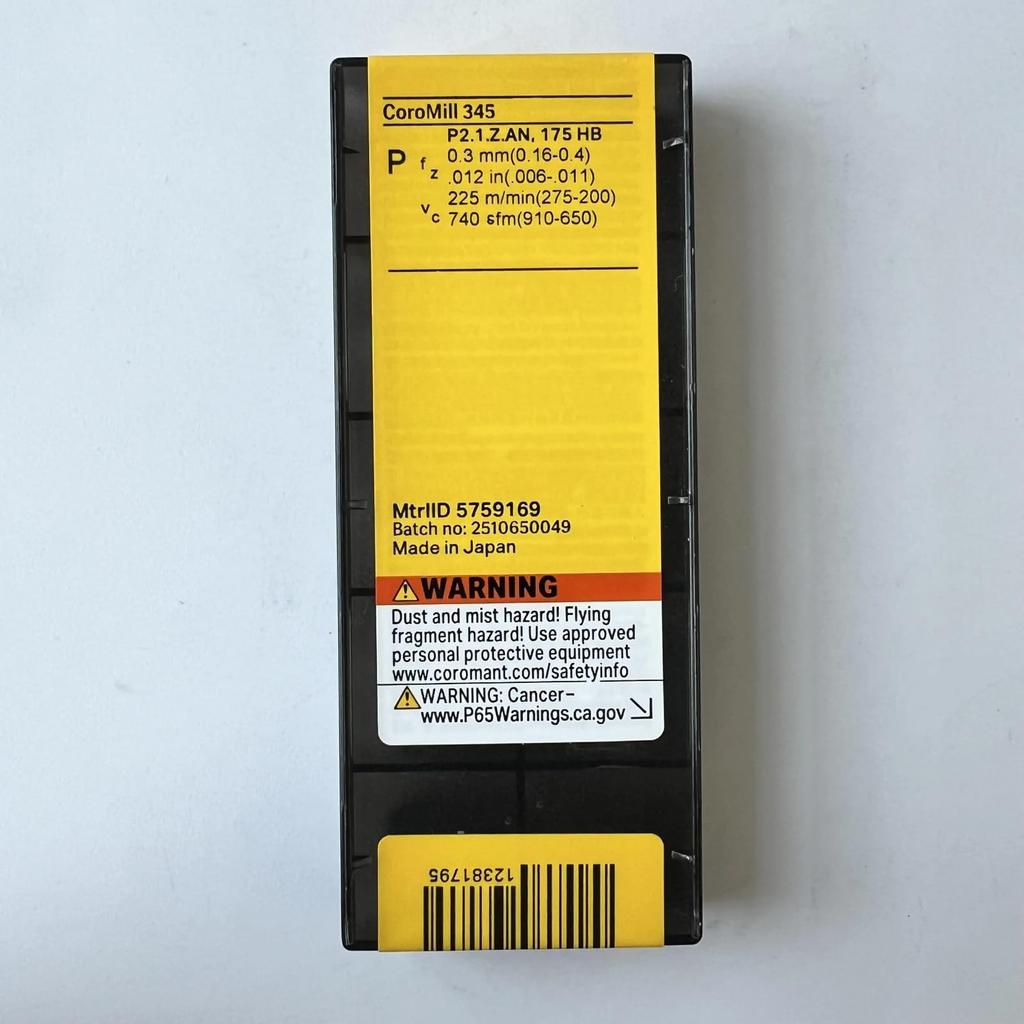 CoroMill 345
P2.1.Z.AN, 175 HB
P fz 0.3 mm(0.16-0.4)
.012 in(.006-.011)
vc 225 m/min(275-200)
740 sfm(910-650)
MtrlID 5759169
Batch no: 2510650049
Made in Japan
WARNING
Dust and mist hazard! Flying
fragment hazard! Use approved
personal protective equipment
www.coromant.com/safetyinfo
WARNING: Cancer-
www.P65Warnings.ca.gov
12381795